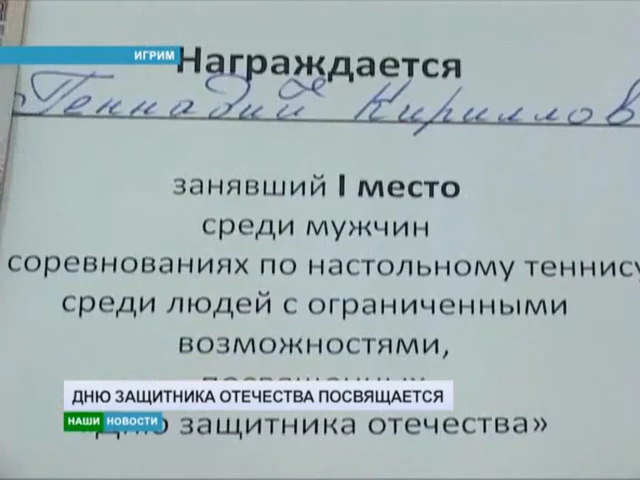 ИГРИМ
Награждается
Геннадий Кириллов
занявший I место
среди мужчин
соревнованиях по настольному теннису
среди людей с ограниченными
возможностями,
ДНЮ ЗАЩИТНИКА ОТЕЧЕСТВА ПОСВЯЩАЕТСЯ
НАШИ НОВОСТИ
защитника отечества»